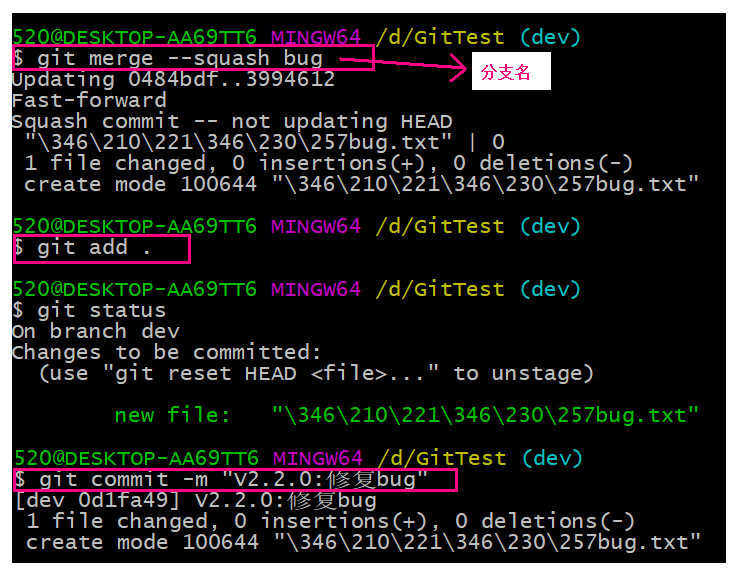 520@DESKTOP-AA69TT6 MINGW64 /d/GitTest (dev)
$ git merge --squash bug
分支名
Updating 0484bdf..3994612
Fast-forward
Squash commit -- not updating HEAD
"\346\210\221\346\230\257bug.txt" | 0
1 file changed, 0 insertions(+), 0 deletions(-)
create mode 100644 "\346\210\221\346\230\257bug.txt"
520@DESKTOP-AA69TT6 MINGW64 /d/GitTest (dev)
$ git add .
520@DESKTOP-AA69TT6 MINGW64 /d/GitTest (dev)
$ git status
On branch dev
Changes to be committed:
(use "git reset HEAD <file>..." to unstage)
new file:   "\346\210\221\346\230\257bug.txt"
520@DESKTOP-AA69TT6 MINGW64 /d/GitTest (dev)
$ git commit -m "V2.2.0:修复bug"
[dev 0d1fa49] V2.2.0:修复bug
1 file changed, 0 insertions(+), 0 deletions(-)
create mode 100644 "\346\210\221\346\230\257bug.txt"